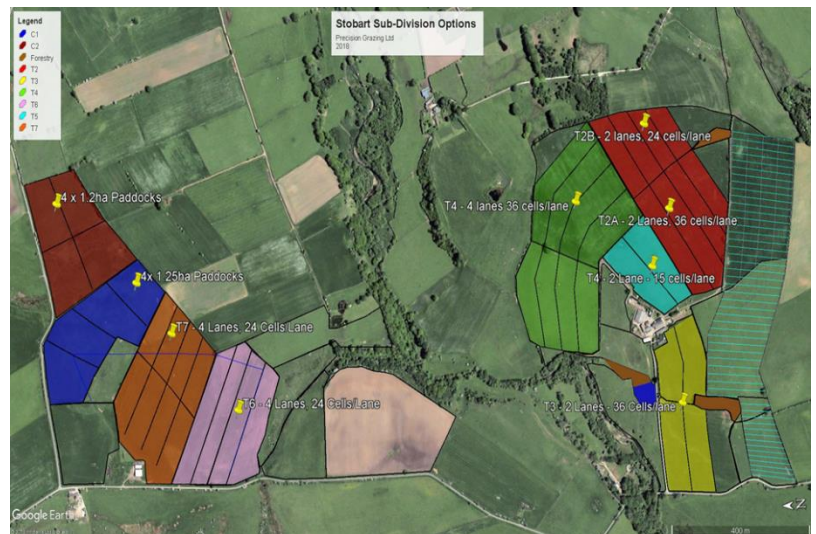 Legend
C1
C2
Forestry
T2
T3
T4
T6
T5
T7
Stobart Sub-Division Options
Precision Grazing Ltd
2018
T2B - 2 lanes, 24 cells/lane
4 x 1.2ha Paddocks
T4 - 4 lanes 36 cells/lane
T2A - 2 Lanes, 36 cells/lane
4x 1.25ha Paddocks
T4 - 2 Lane - 15 cells/lane
T7 - 4 Lanes, 24 Cells Lane
T6 - 4 Lanes, 24 Cells/Lane
T3 - 2 Lanes - 36 Cells/lane
Google Earth
400 m